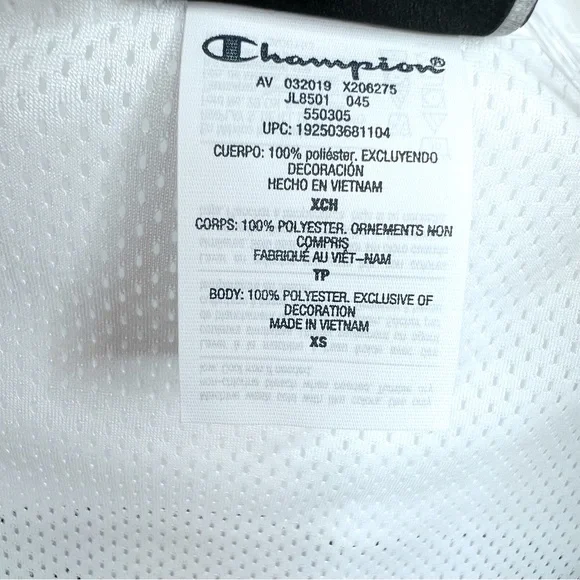 Champion®
AV 032019 X206275
JL8501 045
550305
UPC: 192503681104
CUERPO: 100% poliéster. EXCLUYENDO
DECORACIÓN
HECHO EN VIETNAM
XCH
CORPS: 100% POLYESTER. ORNEMENTS NON
COMPRIS
FABRIQUÉ AU VIÊT-NAM
TP
BODY: 100% POLYESTER. EXCLUSIVE OF
DECORATION
MADE IN VIETNAM
XS